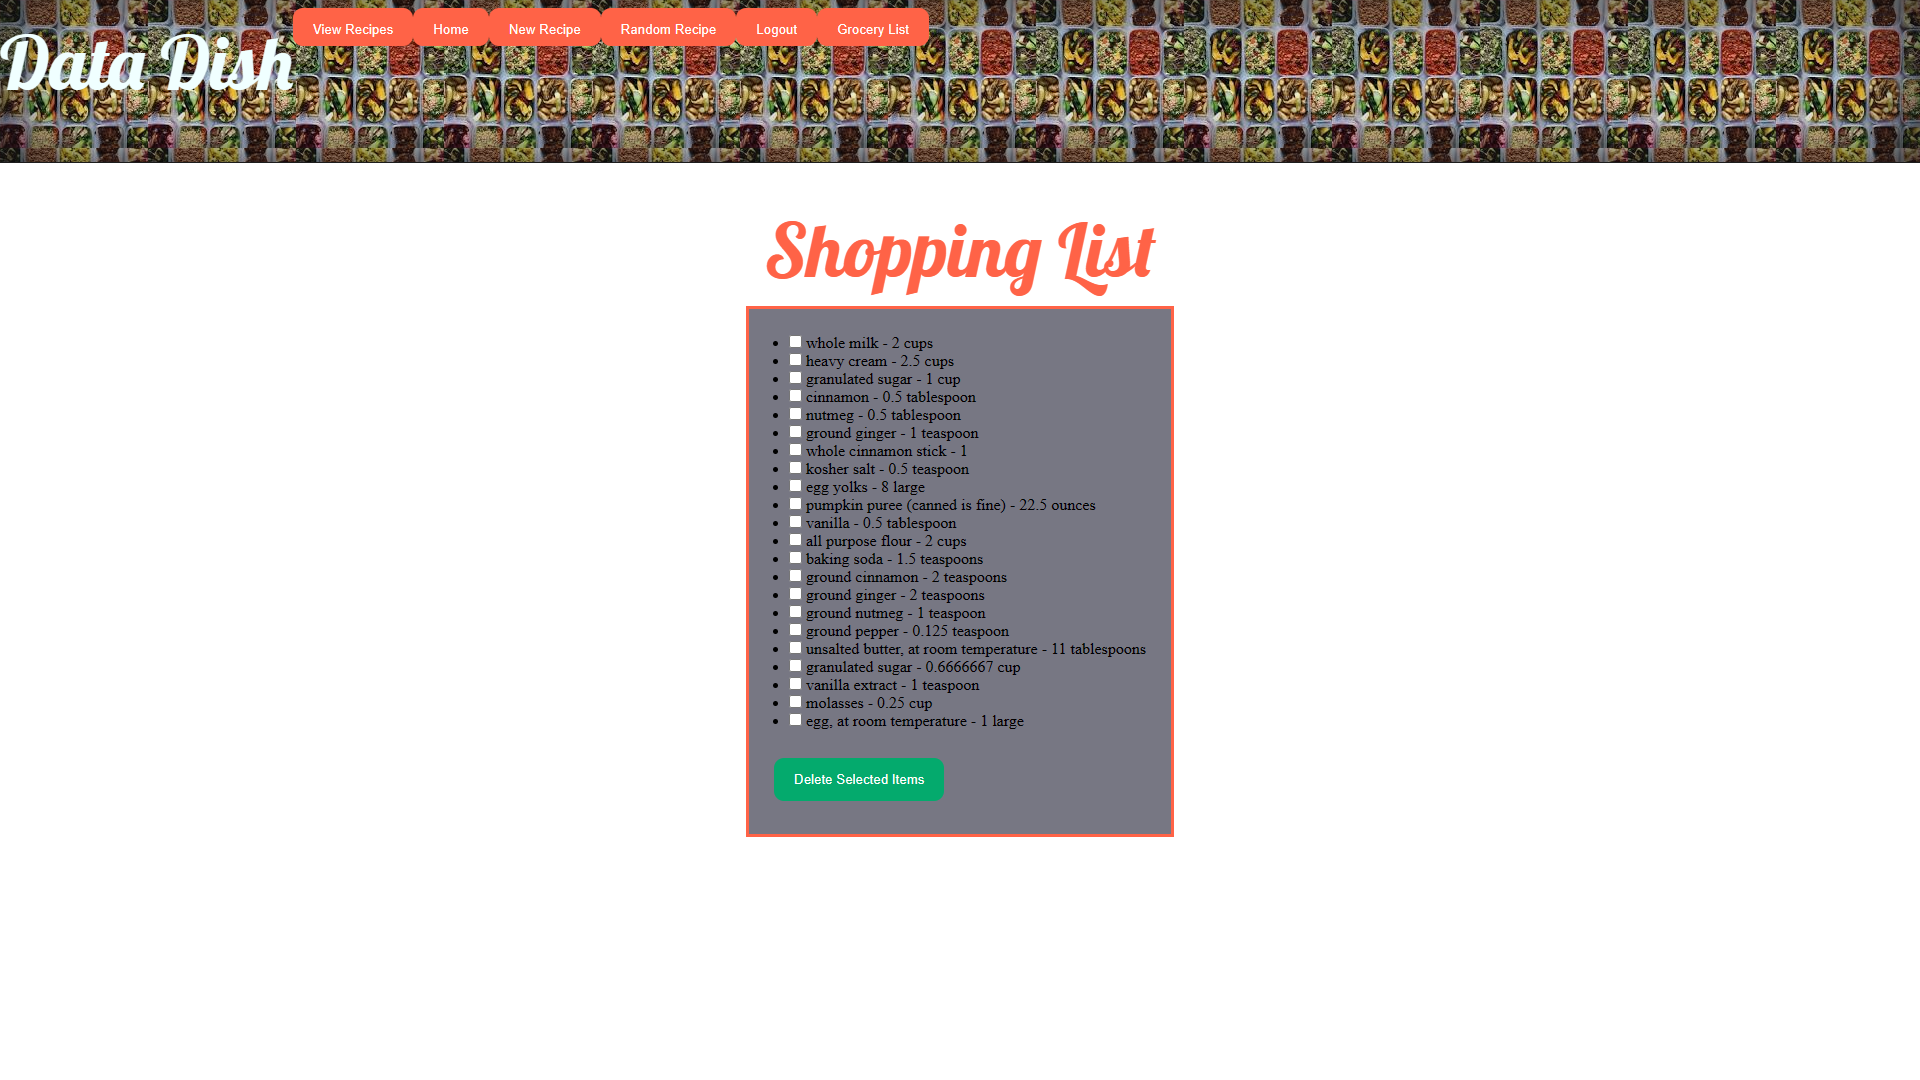 Data Dish
View Recipes
Home
New Recipe
Random Recipe
Logout
Grocery List
Shopping List
whole milk - 2 cups
heavy cream - 2.5 cups
granulated sugar - 1 cup
cinnamon - 0.5 tablespoon
nutmeg - 0.5 tablespoon
ground ginger - 1 teaspoon
whole cinnamon stick - 1
kosher salt - 0.5 teaspoon
egg yolks - 8 large
pumpkin puree (canned is fine) - 22.5 ounces
vanilla - 0.5 tablespoon
all purpose flour - 2 cups
baking soda - 1.5 teaspoons
ground cinnamon - 2 teaspoons
ground ginger - 2 teaspoons
ground nutmeg - 1 teaspoon
ground pepper - 0.125 teaspoon
unsalted butter, at room temperature - 11 tablespoons
granulated sugar - 0.6666667 cup
vanilla extract - 1 teaspoon
molasses - 0.25 cup
egg, at room temperature - 1 large
Delete Selected Items